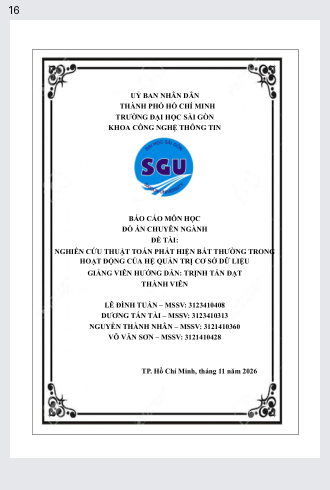 16
UỶ BAN NHÂN DÂN
THÀNH PHỐ HỒ CHÍ MINH
TRƯỜNG ĐẠI HỌC SÀI GÒN
KHOA CÔNG NGHỆ THÔNG TIN
SGU
BÁO CÁO MÔN HỌC
ĐỒ ÁN CHUYÊN NGÀNH
ĐỀ TÀI:
NGHIÊN CỨU THUẬT TOÁN PHÁT HIỆN BẤT THƯỜNG TRONG
HOẠT ĐỘNG CỦA HỆ QUẢN TRỊ CƠ SỞ DỮ LIỆU
GIẢNG VIÊN HƯỚNG DẪN: TRỊNH TẤN ĐẠT
THÀNH VIÊN
LÊ ĐÌNH TUẤN – MSSV: 3123410408
DƯƠNG TẤN TÀI – MSSV: 3123410313
NGUYỄN THÀNH NHÂN – MSSV: 3121410360
VÕ VĂN SƠN – MSSV: 3121410428
TP. Hồ Chí Minh, tháng 11 năm 2026